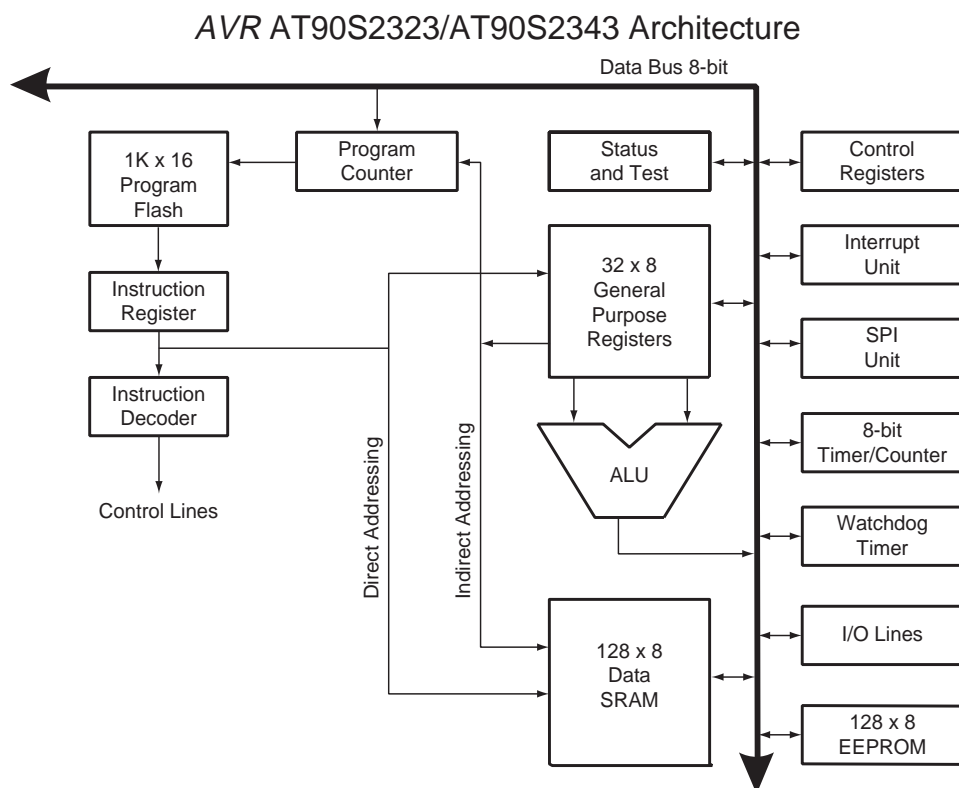 AVR AT90S2323/AT90S2343 Architecture
Data Bus 8-bit
1K x 16
Program
Flash
Program
Counter
Status
and Test
Control
Registers
Instruction
Register
32 x 8
General
Purpose
Registers
Interrupt
Unit
SPI
Unit
Instruction
Decoder
ALU
8-bit
Timer/Counter
Control Lines
Direct Addressing
Indirect Addressing
Watchdog
Timer
128 x 8
Data
SRAM
I/O Lines
128 x 8
EEPROM